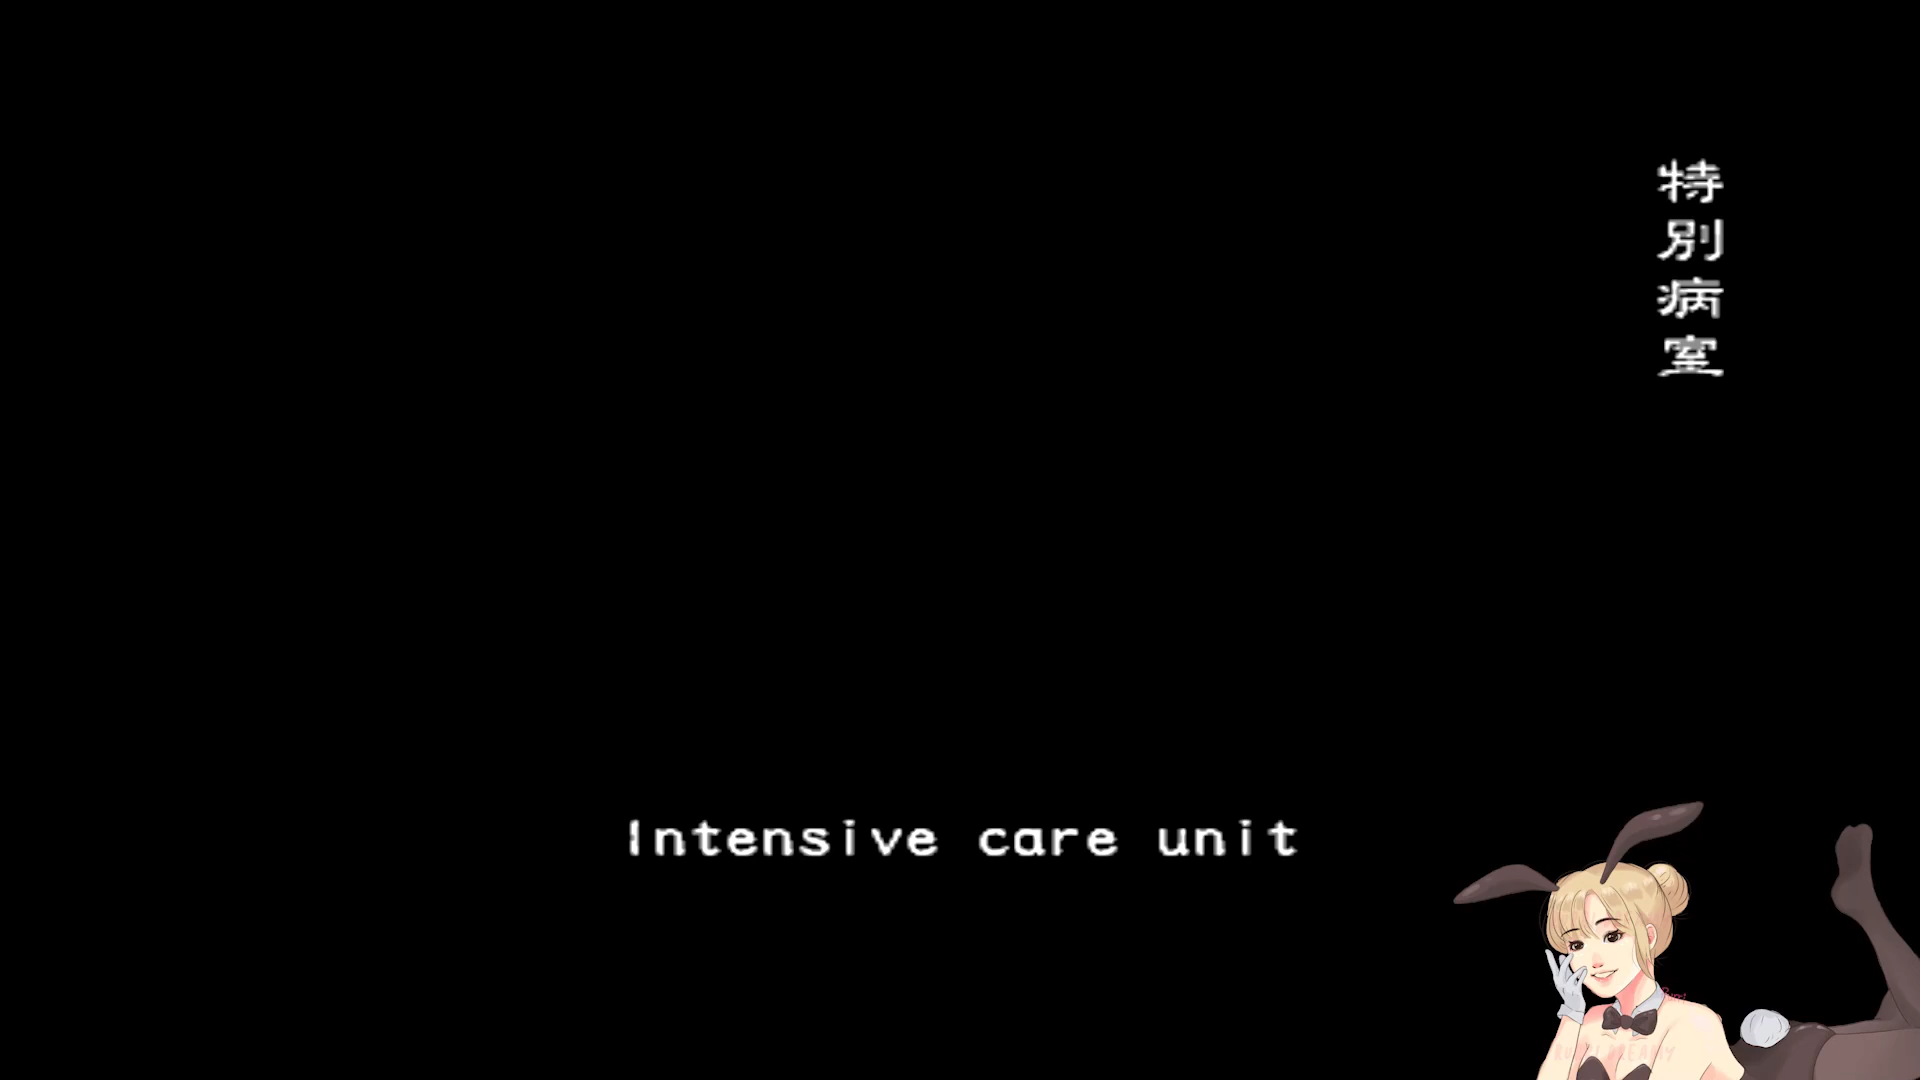 特別病室
Intensive care unit